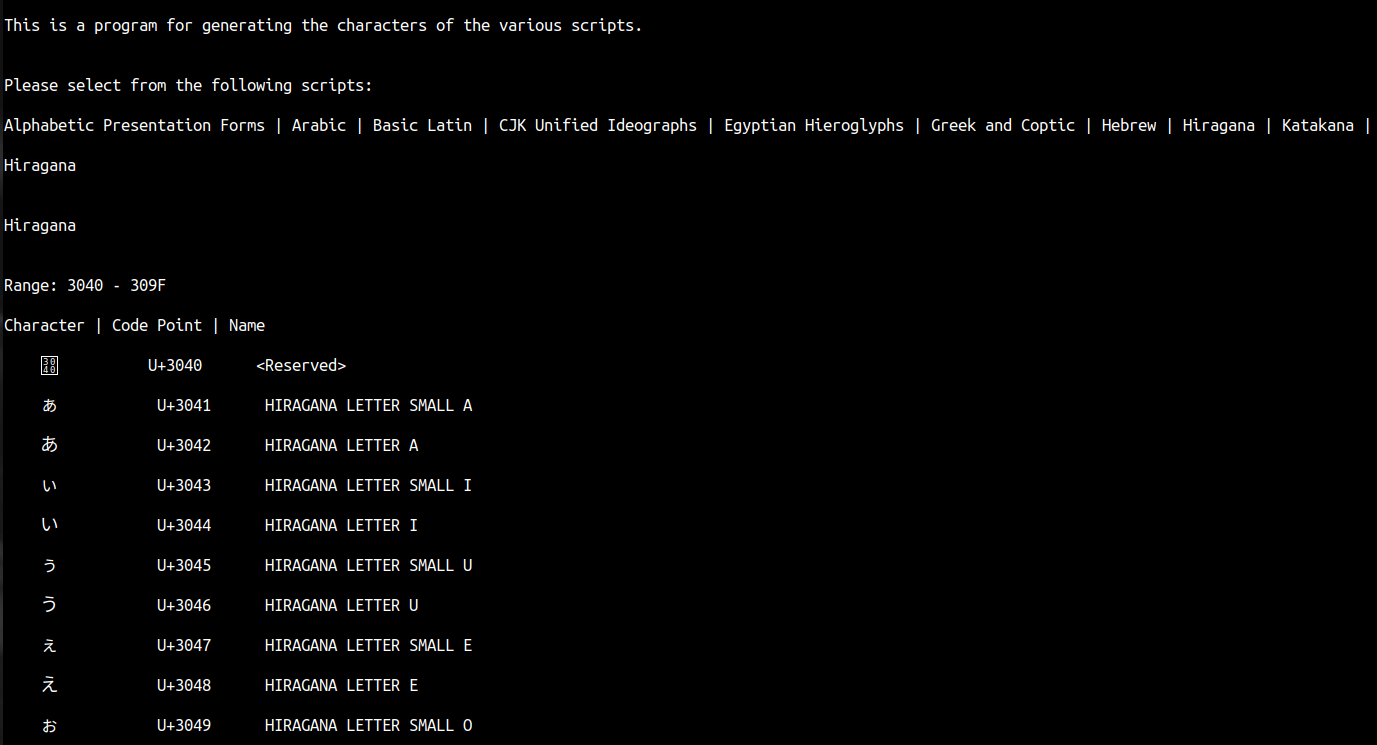 This is a program for generating the characters of the various scripts.
Please select from the following scripts:
Alphabetic Presentation Forms | Arabic | Basic Latin | CJK Unified Ideographs | Egyptian Hieroglyphs | Greek and Coptic | Hebrew | Hiragana | Katakana |
Hiragana
Hiragana
Range: 3040 - 309F
Character | Code Point | Name
3040 U+3040 <Reserved>
ぁ U+3041 HIRAGANA LETTER SMALL A
あ U+3042 HIRAGANA LETTER A
ぃ U+3043 HIRAGANA LETTER SMALL I
い U+3044 HIRAGANA LETTER I
ぅ U+3045 HIRAGANA LETTER SMALL U
う U+3046 HIRAGANA LETTER U
ぇ U+3047 HIRAGANA LETTER SMALL E
え U+3048 HIRAGANA LETTER E
ぉ U+3049 HIRAGANA LETTER SMALL O